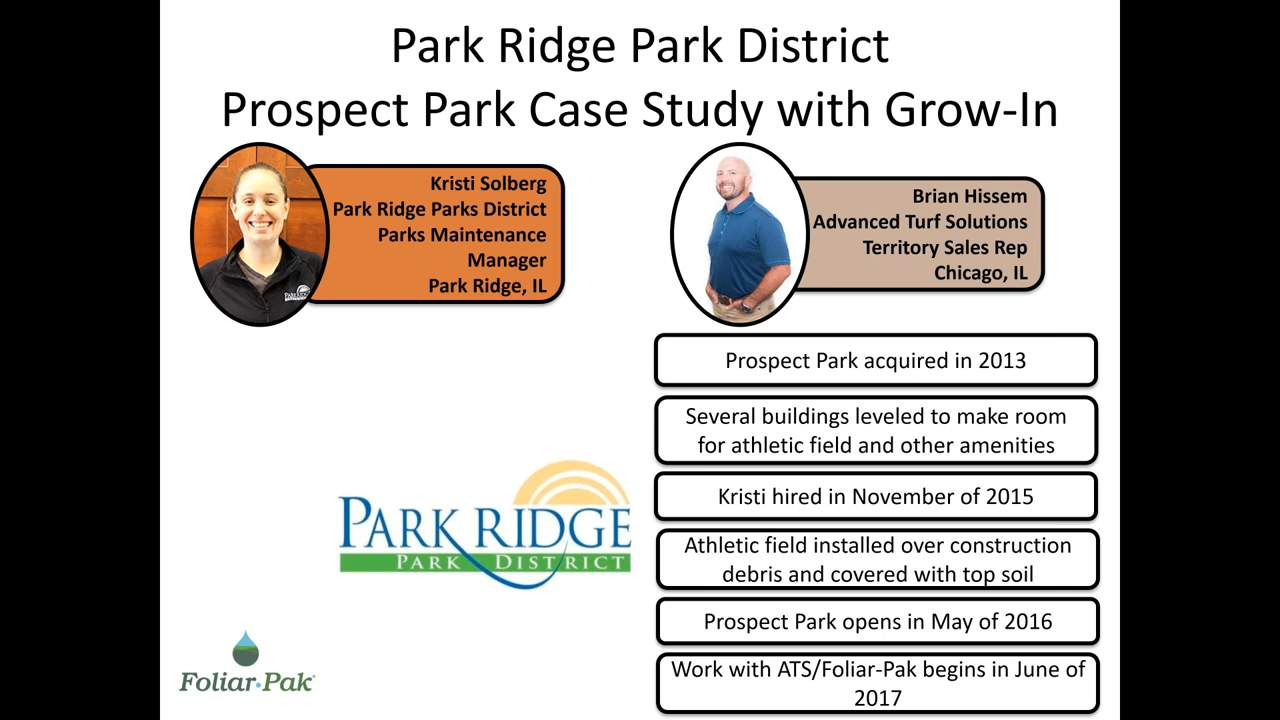 Park Ridge Park District
Prospect Park Case Study with Grow-In
Kristi Solberg
Park Ridge Parks District
Parks Maintenance
Manager
Park Ridge, IL
Brian Hissem
Advanced Turf Solutions
Territory Sales Rep
Chicago, IL
Prospect Park acquired in 2013
Several buildings leveled to make room
for athletic field and other amenities
Kristi hired in November of 2015
Athletic field installed over construction
debris and covered with top soil
Prospect Park opens in May of 2016
Work with ATS/Foliar-Pak begins in June of
2017
PARK RIDGE
PARK DISTRICT
Foliar-Pak